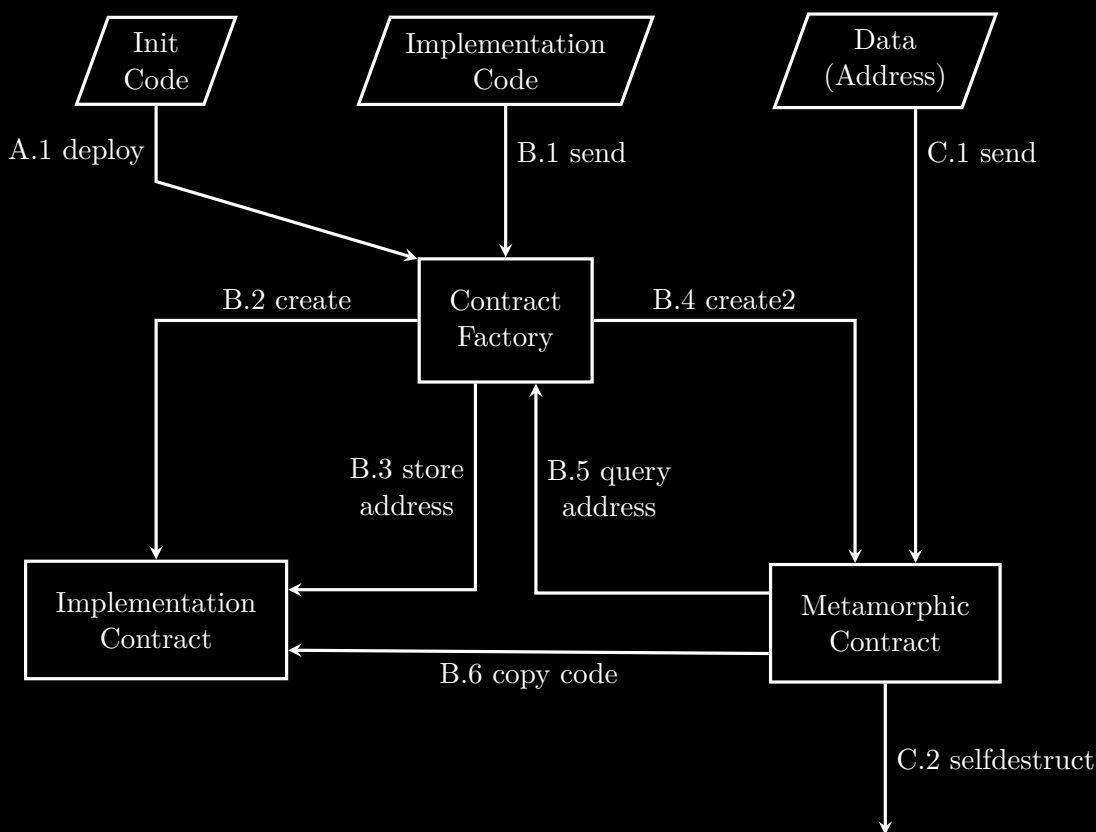 Init
Code
Implementation
Code
Data
(Address)
A.1 deploy
B.1 send
C.1 send
B.2 create
Contract
Factory
B.4 create2
B.3 store
address
B.5 query
address
Implementation
Contract
Metamorphic
Contract
B.6 copy code
C.2 selfdestruct